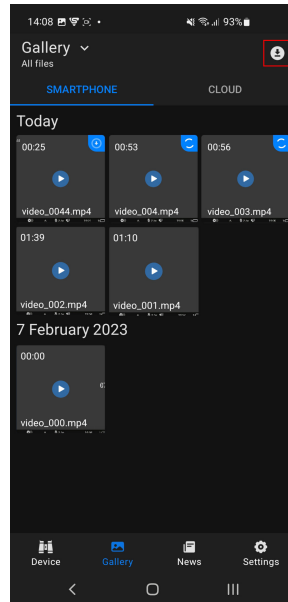 14:08 93%
Gallery
All files
SMARTPHONE CLOUD
Today
00:25 00:53 00:56
video_0044.mp4 video_004.mp4 video_003.mp4
01:39 01:10
video_002.mp4 video_001.mp4
7 February 2023
00:00
video_000.mp4
Device Gallery News Settings